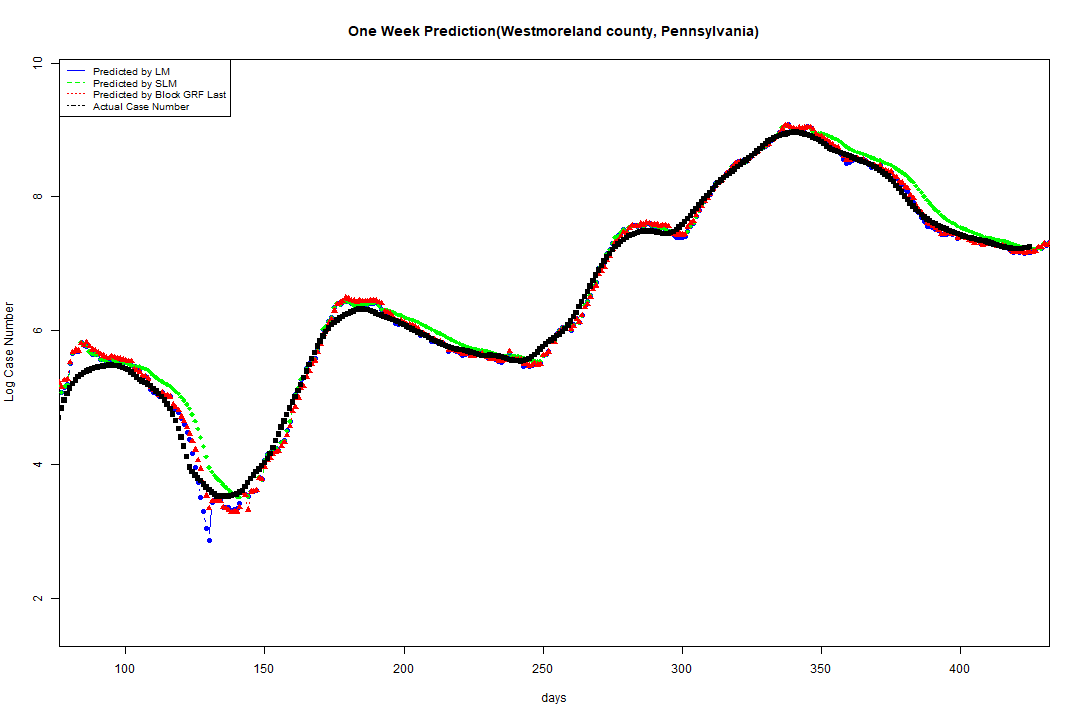 One Week Prediction(Westmoreland county, Pennsylvania)
Predicted by LM
Predicted by SLM
Predicted by Block GRF Last
Actual Case Number
Log Case Number
10
8
6
4
2
100 150 200 250 300 350 400
days